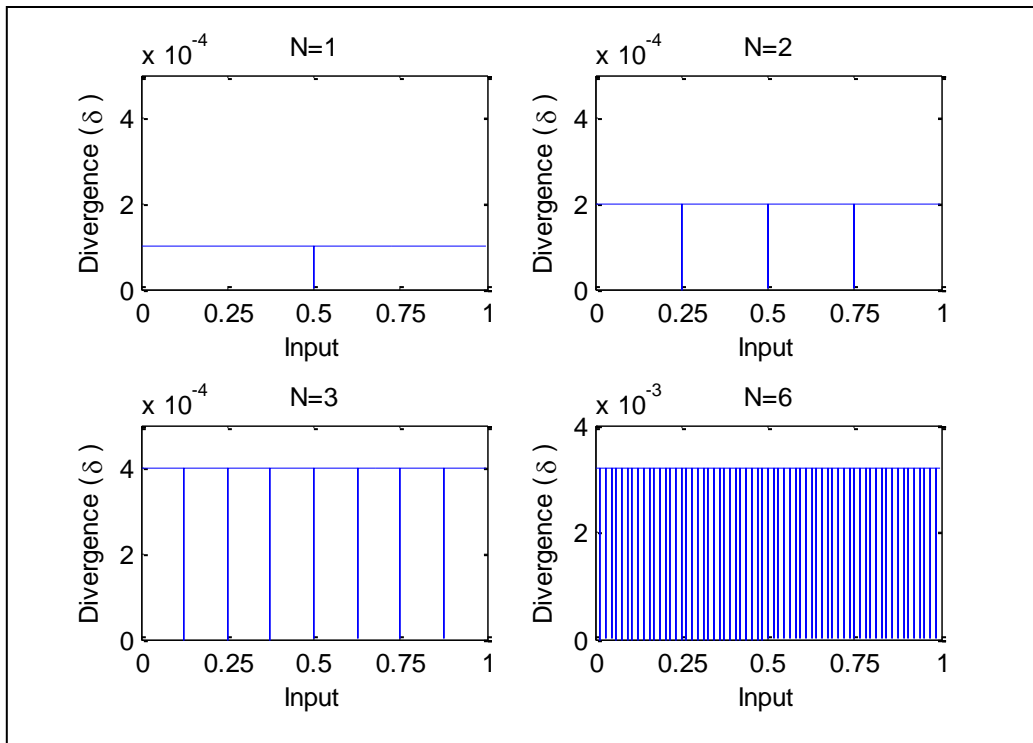 x 10^-4
N=1
Divergence (δ)
4
2
0
0 0.25 0.5 0.75 1
Input
x 10^-4
N=2
Divergence (δ)
4
2
0
0 0.25 0.5 0.75 1
Input
x 10^-4
N=3
Divergence (δ)
4
2
0
0 0.25 0.5 0.75 1
Input
x 10^-3
N=6
Divergence (δ)
4
2
0
0 0.25 0.5 0.75 1
Input